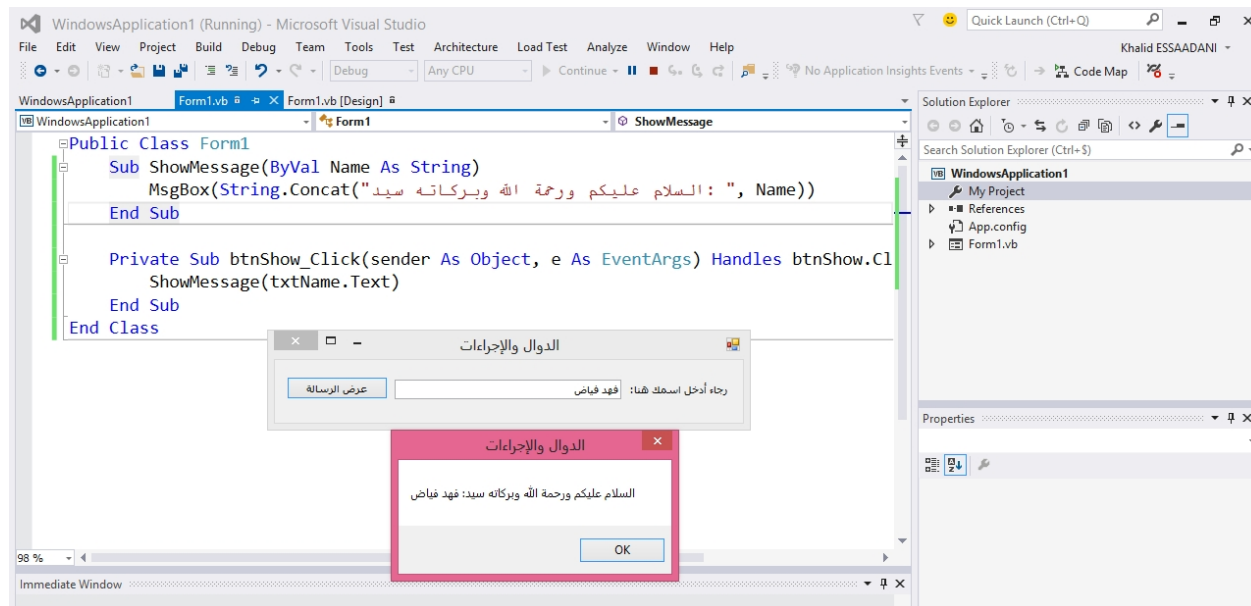 WindowsApplication1 (Running) - Microsoft Visual Studio
Quick Launch (Ctrl+Q)
File Edit View Project Build Debug Team Tools Test Architecture Load Test Analyze Window Help
Khalid ESSAADANI
Debug Any CPU Continue No Application Insights Events Code Map
WindowsApplication1 Form1.vb Form1.vb [Design]
WindowsApplication1 Form1 ShowMessage
Public Class Form1
Sub ShowMessage(ByVal Name As String)
MsgBox(String.Concat("السلام عليكم ورحمة الله وبركاته سيد: ", Name))
End Sub
Private Sub btnShow_Click(sender As Object, e As EventArgs) Handles btnShow.Cl
ShowMessage(txtName.Text)
End Sub
End Class
الدوال والإجراءات
رجاء أدخل اسمك هنا: فهد فياض عرض الرسالة
الدوال والإجراءات
السلام عليكم ورحمة الله وبركاته سيد: فهد فياض
OK
98 %
Immediate Window
Solution Explorer
Search Solution Explorer (Ctrl+$)
WindowsApplication1
My Project
References
App.config
Form1.vb
Properties